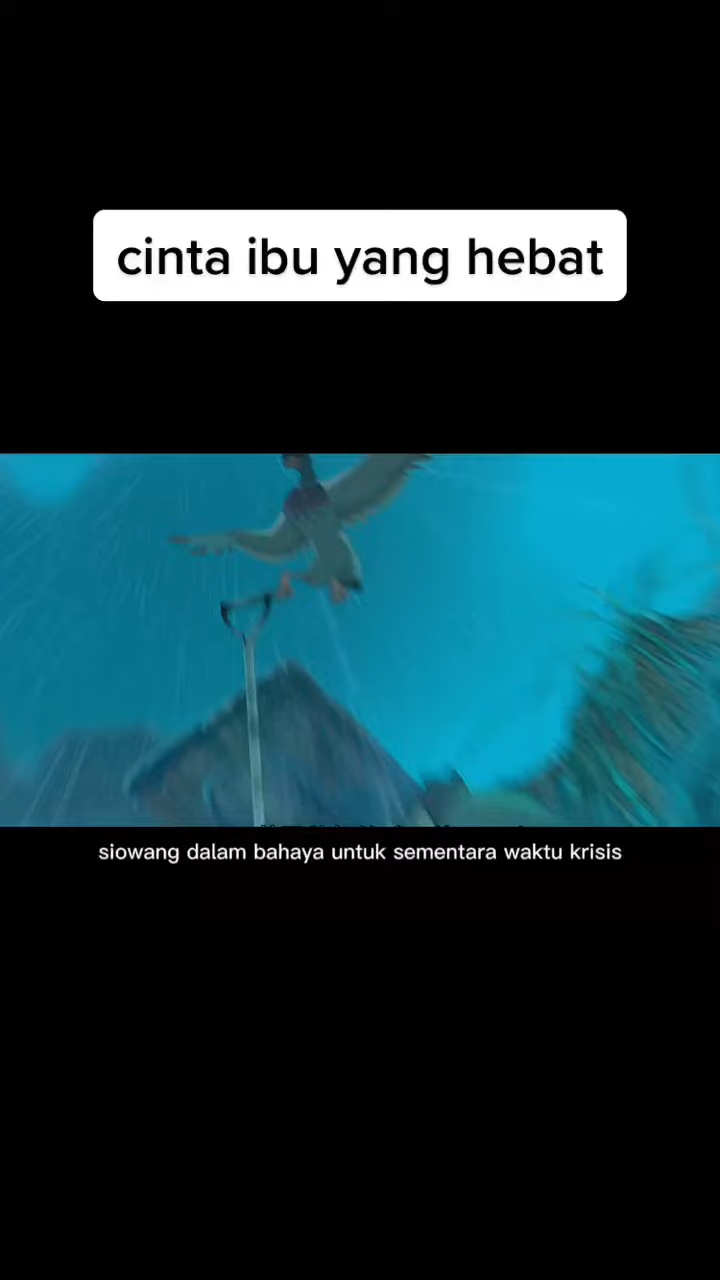 cinta ibu yang hebat
siowang dalam bahaya untuk sementara waktu krisis